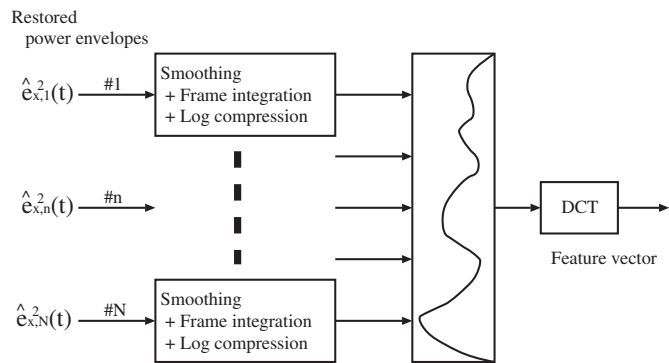 Restored
power envelopes
ê²x,1(t)
#1
Smoothing
+ Frame integration
+ Log compression
ê²x,n(t)
#n
DCT
Feature vector
ê²x,N(t)
#N
Smoothing
+ Frame integration
+ Log compression